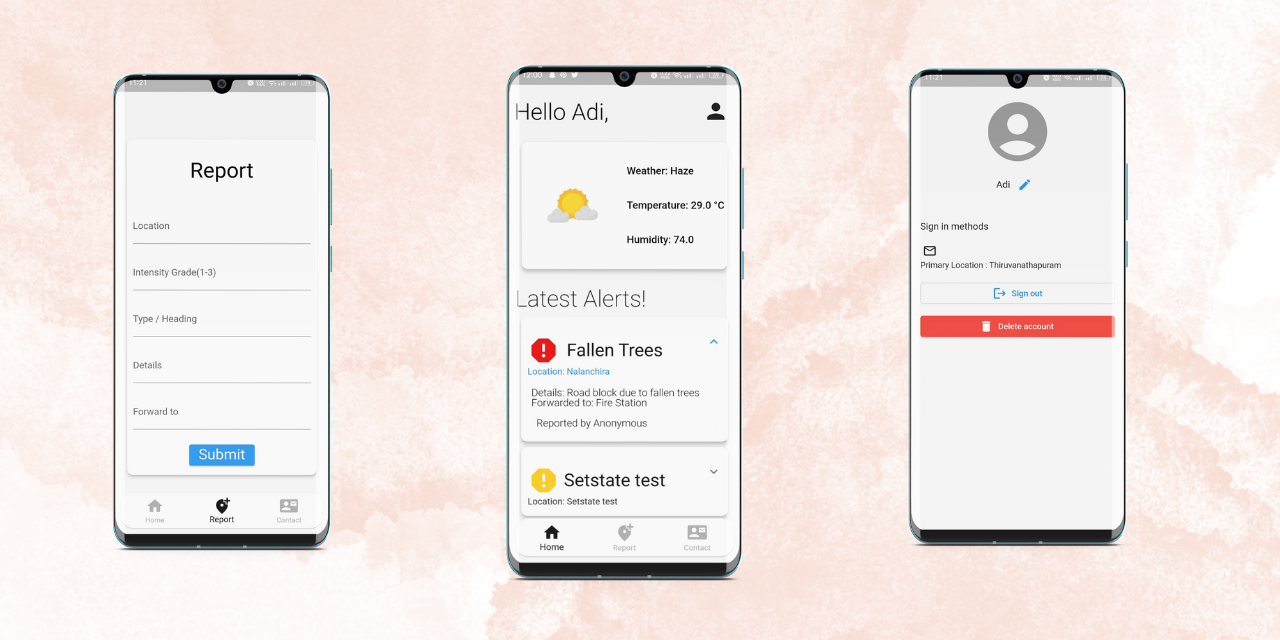 11:21
Report
Location
Intensity Grade(1-3)
Type / Heading
Details
Forward to
Submit
Home
Report
Contact
12:00
Hello Adi,
Weather: Haze
Temperature: 29.0 °C
Humidity: 74.0
Latest Alerts!
Fallen Trees
Location: Nalanchira
Details: Road block due to fallen trees
Forwarded to: Fire Station
Reported by Anonymous
Setstate test
Location: Setstate test
Home
Report
Contact
11:21
Adi
Sign in methods
Primary Location : Thiruvanathapuram
Sign out
Delete account